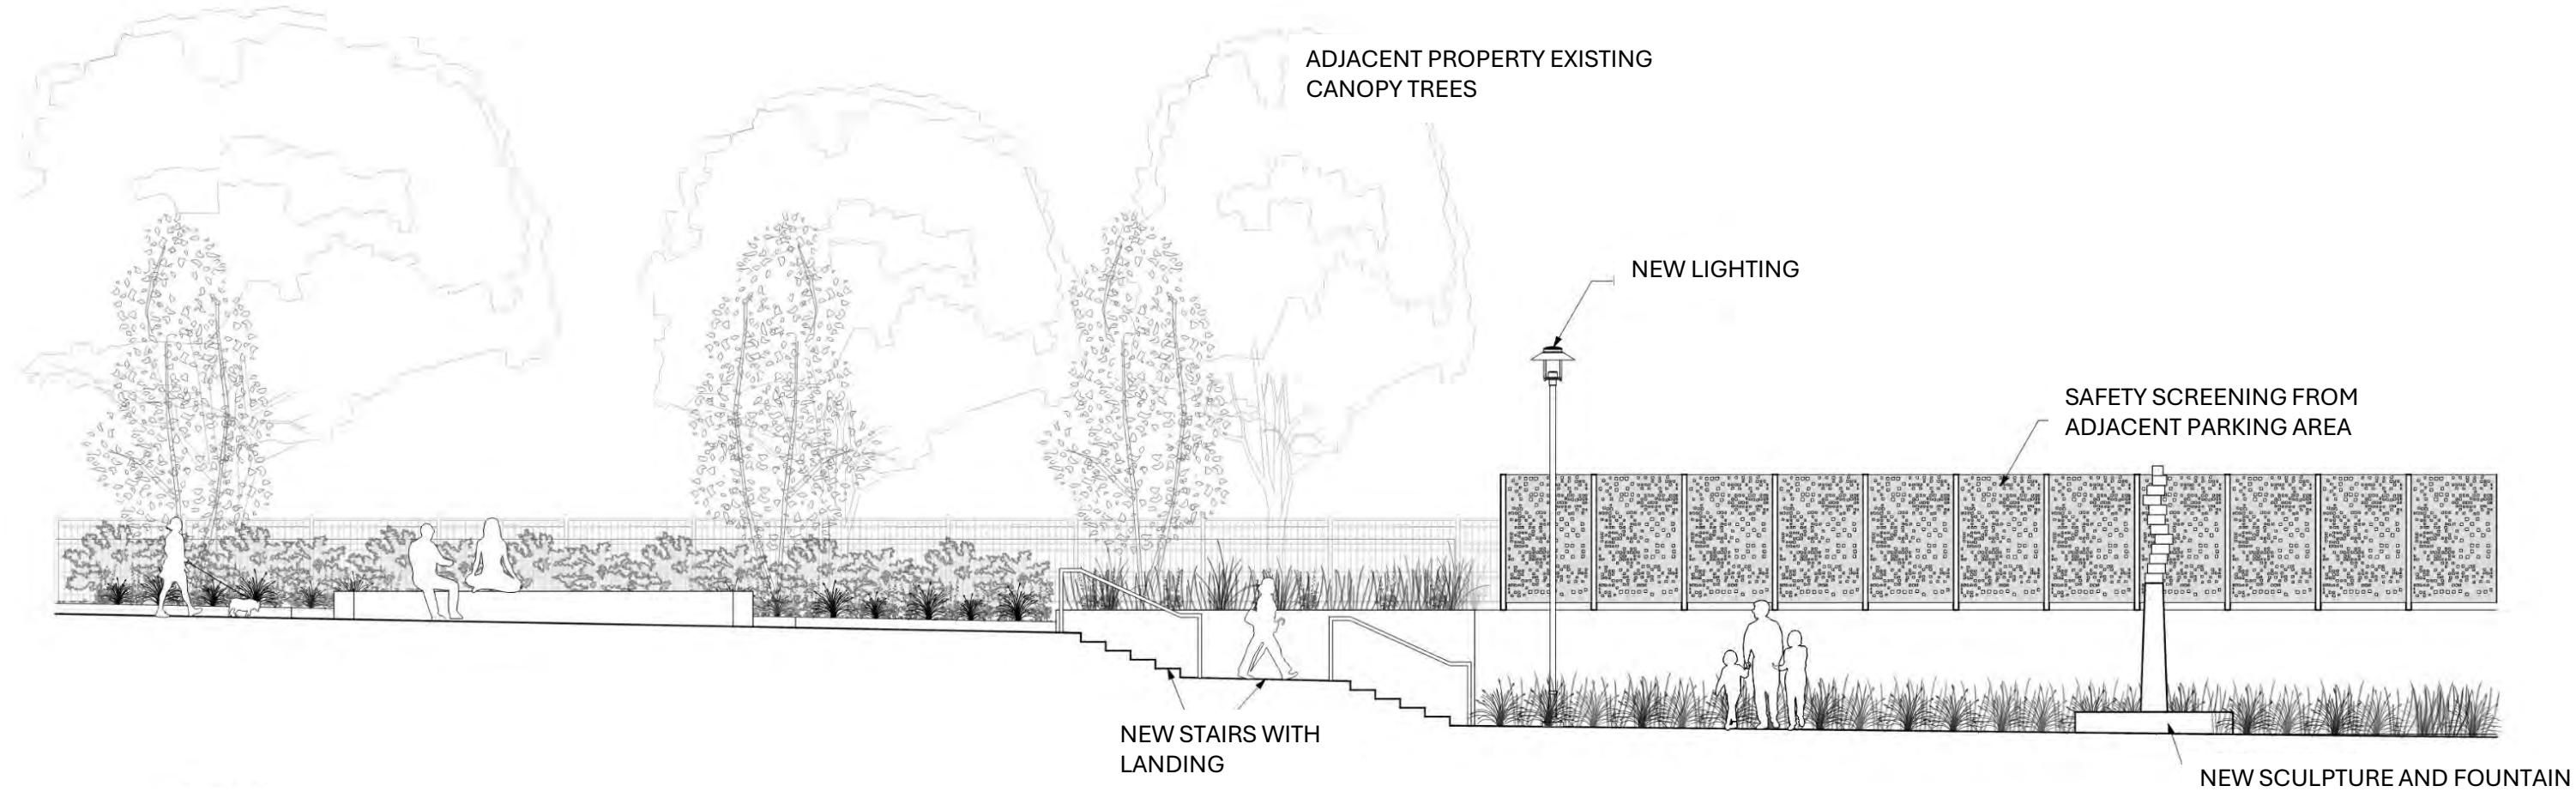 ADJACENT PROPERTY EXISTING
CANOPY TREES
NEW LIGHTING
SAFETY SCREENING FROM
ADJACENT PARKING AREA
NEW STAIRS WITH
LANDING
NEW SCULPTURE AND FOUNTAIN